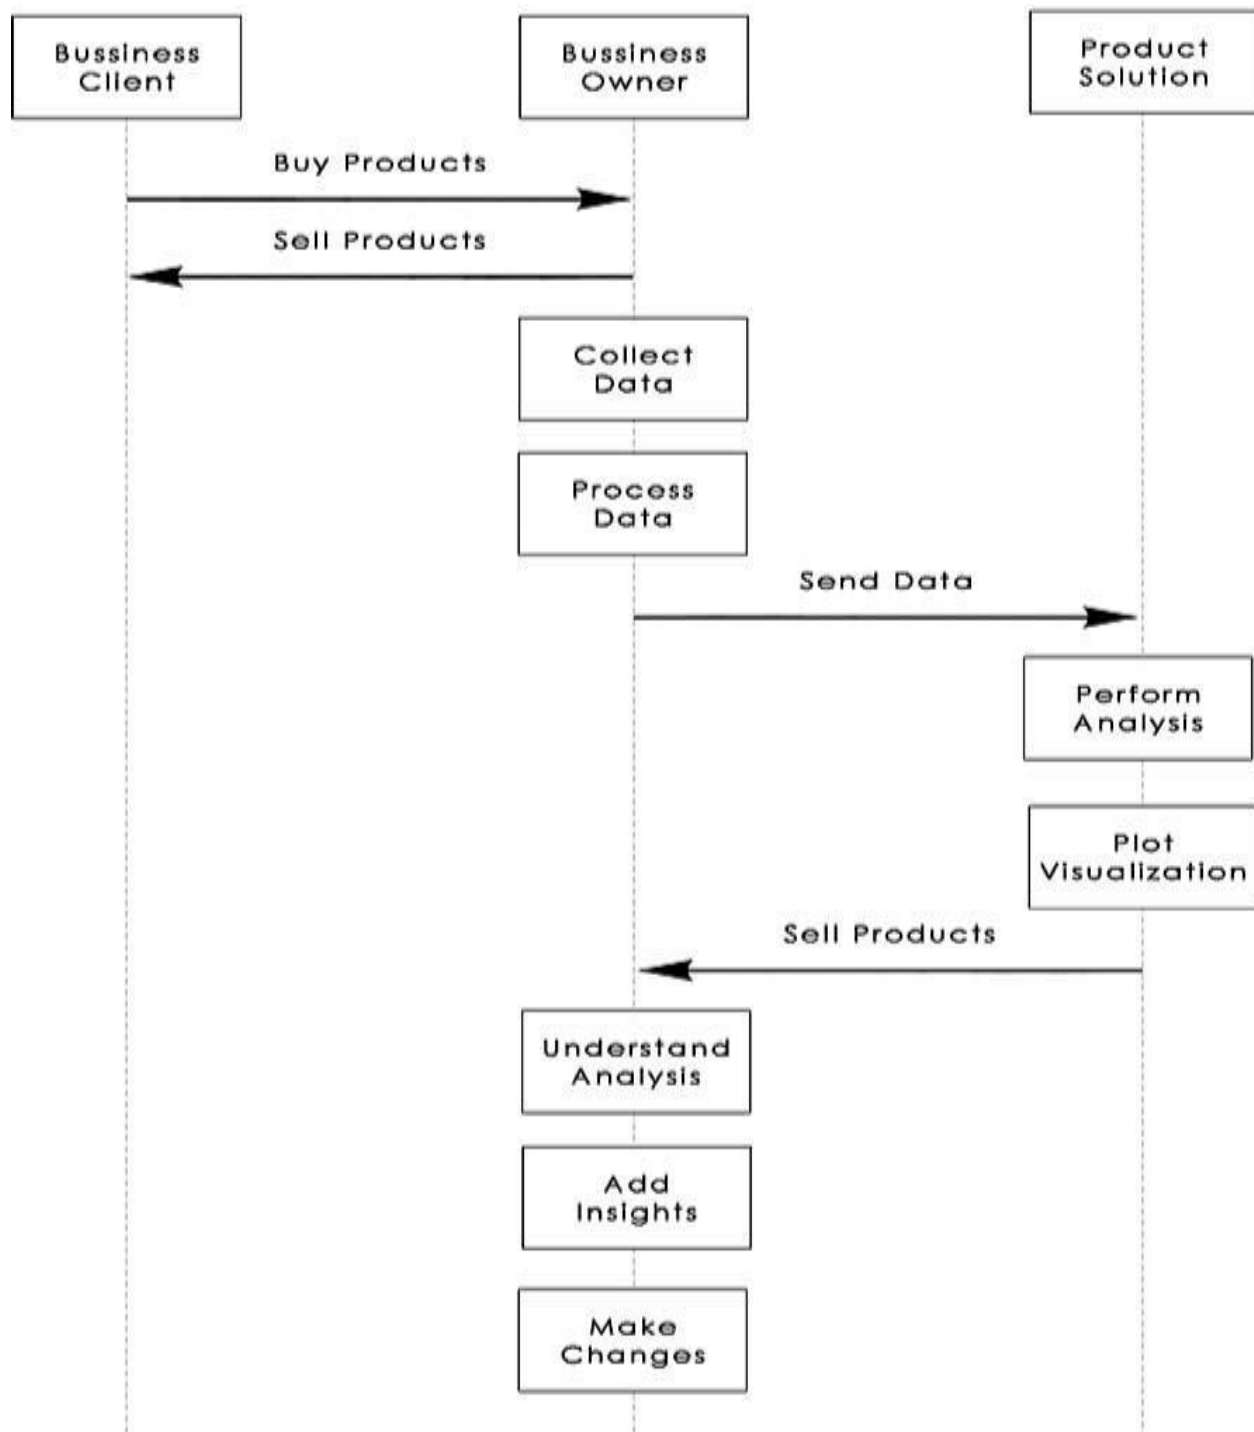 Bussiness
Client
Bussiness
Owner
Product
Solution
Buy Products
Sell Products
Collect
Data
Process
Data
Send Data
Perform
Analysis
Plot
Visualization
Sell Products
Understand
Analysis
Add
Insights
Make
Changes